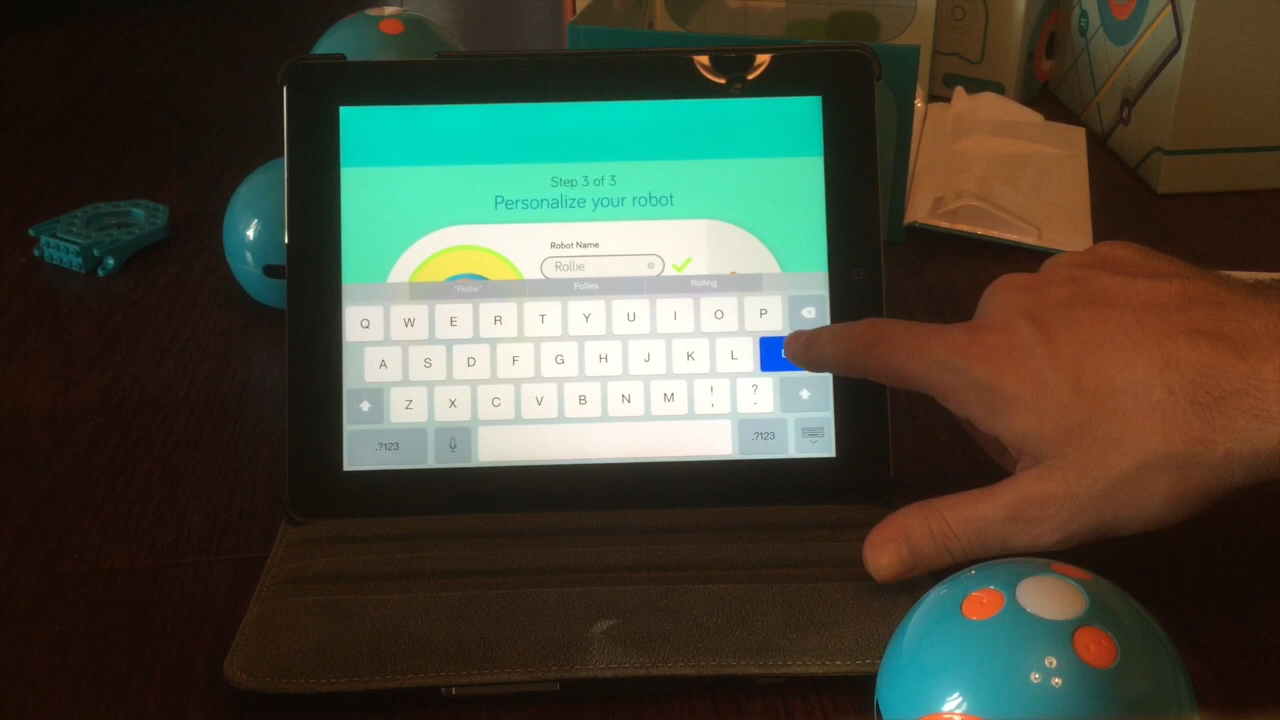 Step 3 of 3
Personalize your robot
Robot Name
Rollie
"Rollie" Follies Rolling
Q W E R T Y U I O P
A S D F G H J K L
Z X C V B N M ! , ? .
.?123 .?123